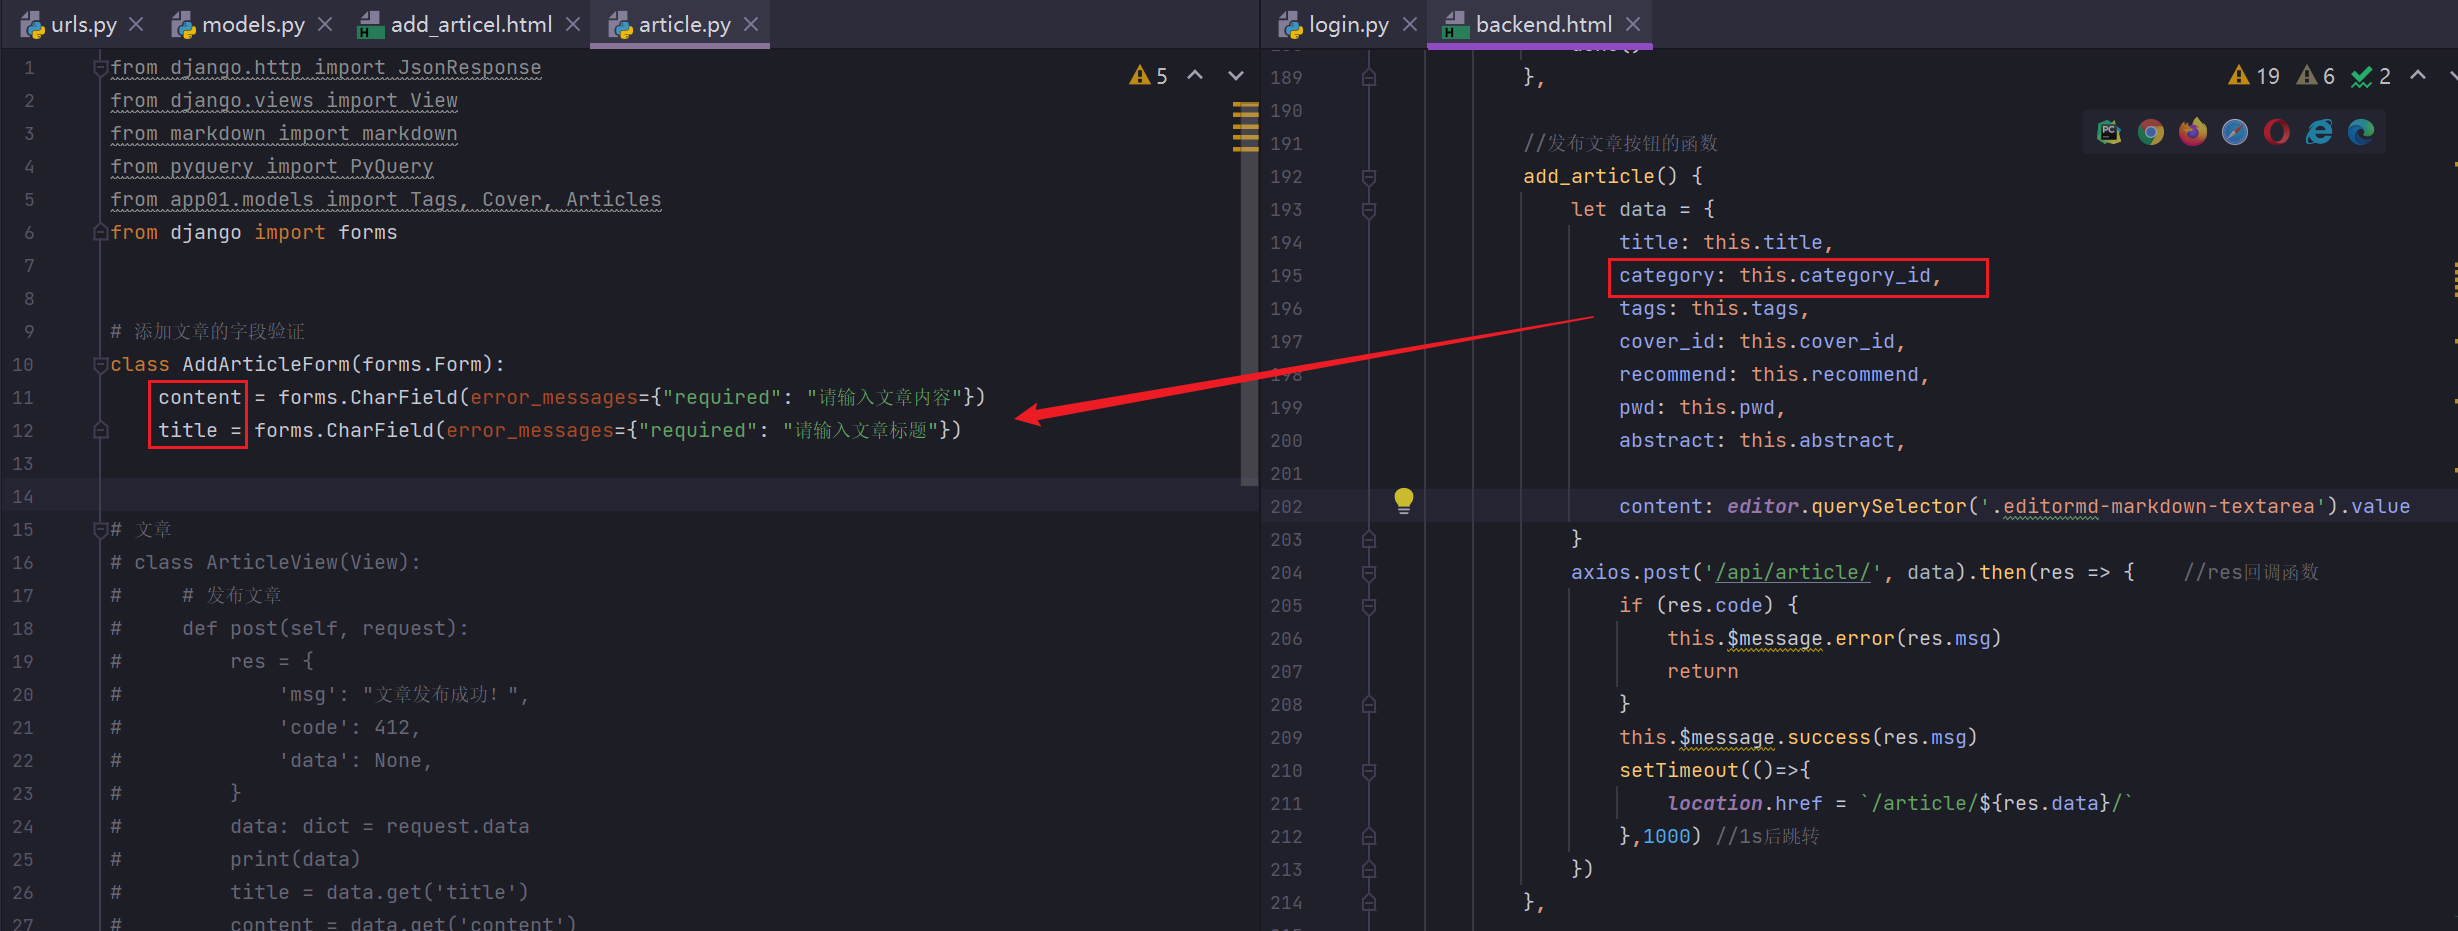 urls.py
models.py
add_articel.html
article.py
5
1 from django.http import JsonResponse
2 from django.views import View
3 from markdown import markdown
4 from pyquery import PyQuery
5 from app01.models import Tags, Cover, Articles
6 from django import forms
7
8
9 # 添加文章的字段验证
10 class AddArticleForm(forms.Form):
11 content = forms.CharField(error_messages={"required": "请输入文章内容"})
12 title = forms.CharField(error_messages={"required": "请输入文章标题"})
13
14
15 # 文章
16 # class ArticleView(View):
17 #     # 发布文章
18 #     def post(self, request):
19 #         res = {
20 #             'msg': "文章发布成功！",
21 #             'code': 412,
22 #             'data': None,
23 #         }
24 #         data: dict = request.data
25 #         print(data)
26 #         title = data.get('title')
27 #         content = data.get('content')
login.py
backend.html
19 6 2
189 },
190
191 //发布文章按钮的函数
192 add_article() {
193 let data = {
194 title: this.title,
195 category: this.category_id,
196 tags: this.tags,
197 cover_id: this.cover_id,
198 recommend: this.recommend,
199 pwd: this.pwd,
200 abstract: this.abstract,
201
202 content: editor.querySelector('.editormd-markdown-textarea').value
203 }
204 axios.post('/api/article/', data).then(res => {    //res回调函数
205 if (res.code) {
206 this.$message.error(res.msg)
207 return
208 }
209 this.$message.success(res.msg)
210 setTimeout(()=>{
211 location.href = `/article/${res.data}/`
212 },1000) //1s后跳转
213 })
214 },